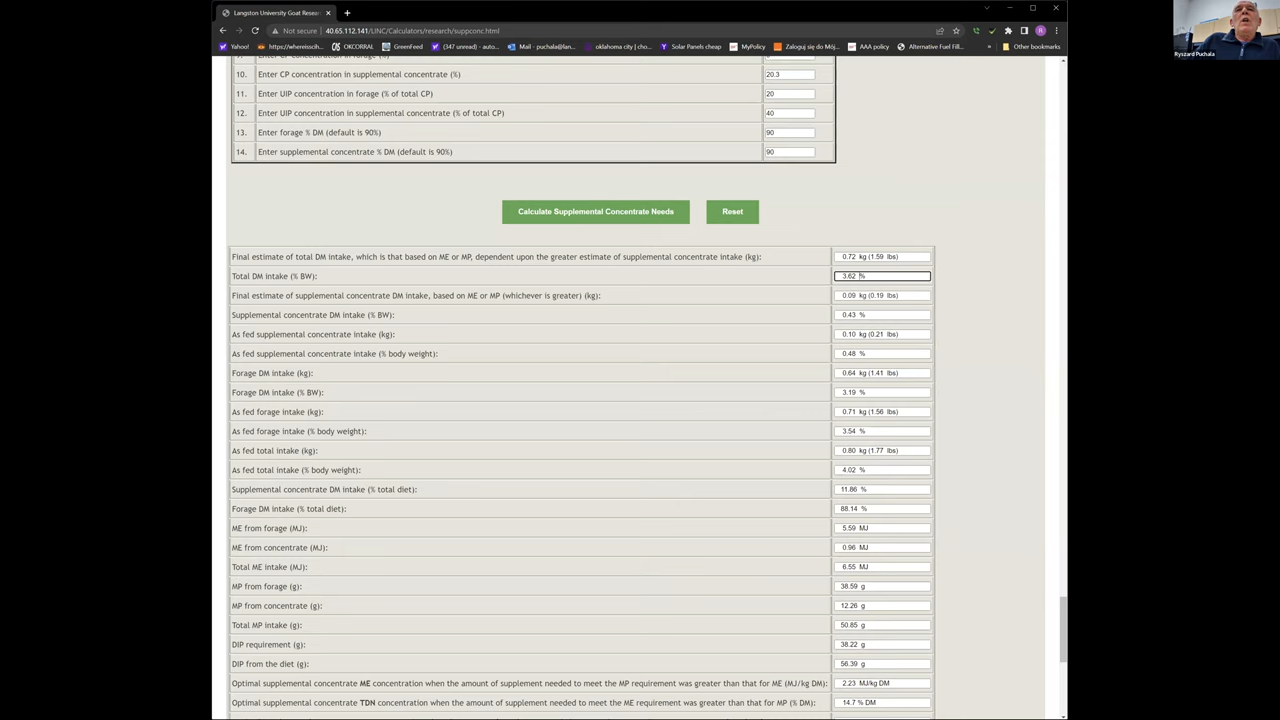 Langston University Goat Resear
Not secure 40.65.112.141/LINC/Calculators/research/suppconc.html
Yahoo! https://whereisscih... OKCORRAL GreenFeed (347 unread) - auto... Mail - puchala@lan... oklahoma city | cho... Solar Panels cheap MyPolicy Zaloguj się do Mój... AAA policy Alternative Fuel Fill... » Other bookmarks
Ryszard Puchala
10. Enter CP concentration in supplemental concentrate (%) 20.3
11. Enter UIP concentration in forage (% of total CP) 20
12. Enter UIP concentration in supplemental concentrate (% of total CP) 40
13. Enter forage % DM (default is 90%) 90
14. Enter supplemental concentrate % DM (default is 90%) 90
Calculate Supplemental Concentrate Needs Reset
Final estimate of total DM intake, which is that based on ME or MP, dependent upon the greater estimate of supplemental concentrate intake (kg): 0.72 kg (1.59 lbs)
Total DM intake (% BW): 3.62 %
Final estimate of supplemental concentrate DM intake, based on ME or MP (whichever is greater) (kg): 0.09 kg (0.19 lbs)
Supplemental concentrate DM intake (% BW): 0.43 %
As fed supplemental concentrate intake (kg): 0.10 kg (0.21 lbs)
As fed supplemental concentrate intake (% body weight): 0.48 %
Forage DM intake (kg): 0.64 kg (1.41 lbs)
Forage DM intake (% BW): 3.19 %
As fed forage intake (kg): 0.71 kg (1.56 lbs)
As fed forage intake (% body weight): 3.54 %
As fed total intake (kg): 0.80 kg (1.77 lbs)
As fed total intake (% body weight): 4.02 %
Supplemental concentrate DM intake (% total diet): 11.86 %
Forage DM intake (% total diet): 88.14 %
ME from forage (MJ): 5.59 MJ
ME from concentrate (MJ): 0.96 MJ
Total ME intake (MJ): 6.55 MJ
MP from forage (g): 38.59 g
MP from concentrate (g): 12.26 g
Total MP intake (g): 50.85 g
DIP requirement (g): 38.22 g
DIP from the diet (g): 56.39 g
Optimal supplemental concentrate ME concentration when the amount of supplement needed to meet the MP requirement was greater than that for ME (MJ/kg DM): 2.23 MJ/kg DM
Optimal supplemental concentrate TDN concentration when the amount of supplement needed to meet the ME requirement was greater than that for MP (% DM): 14.7 % DM